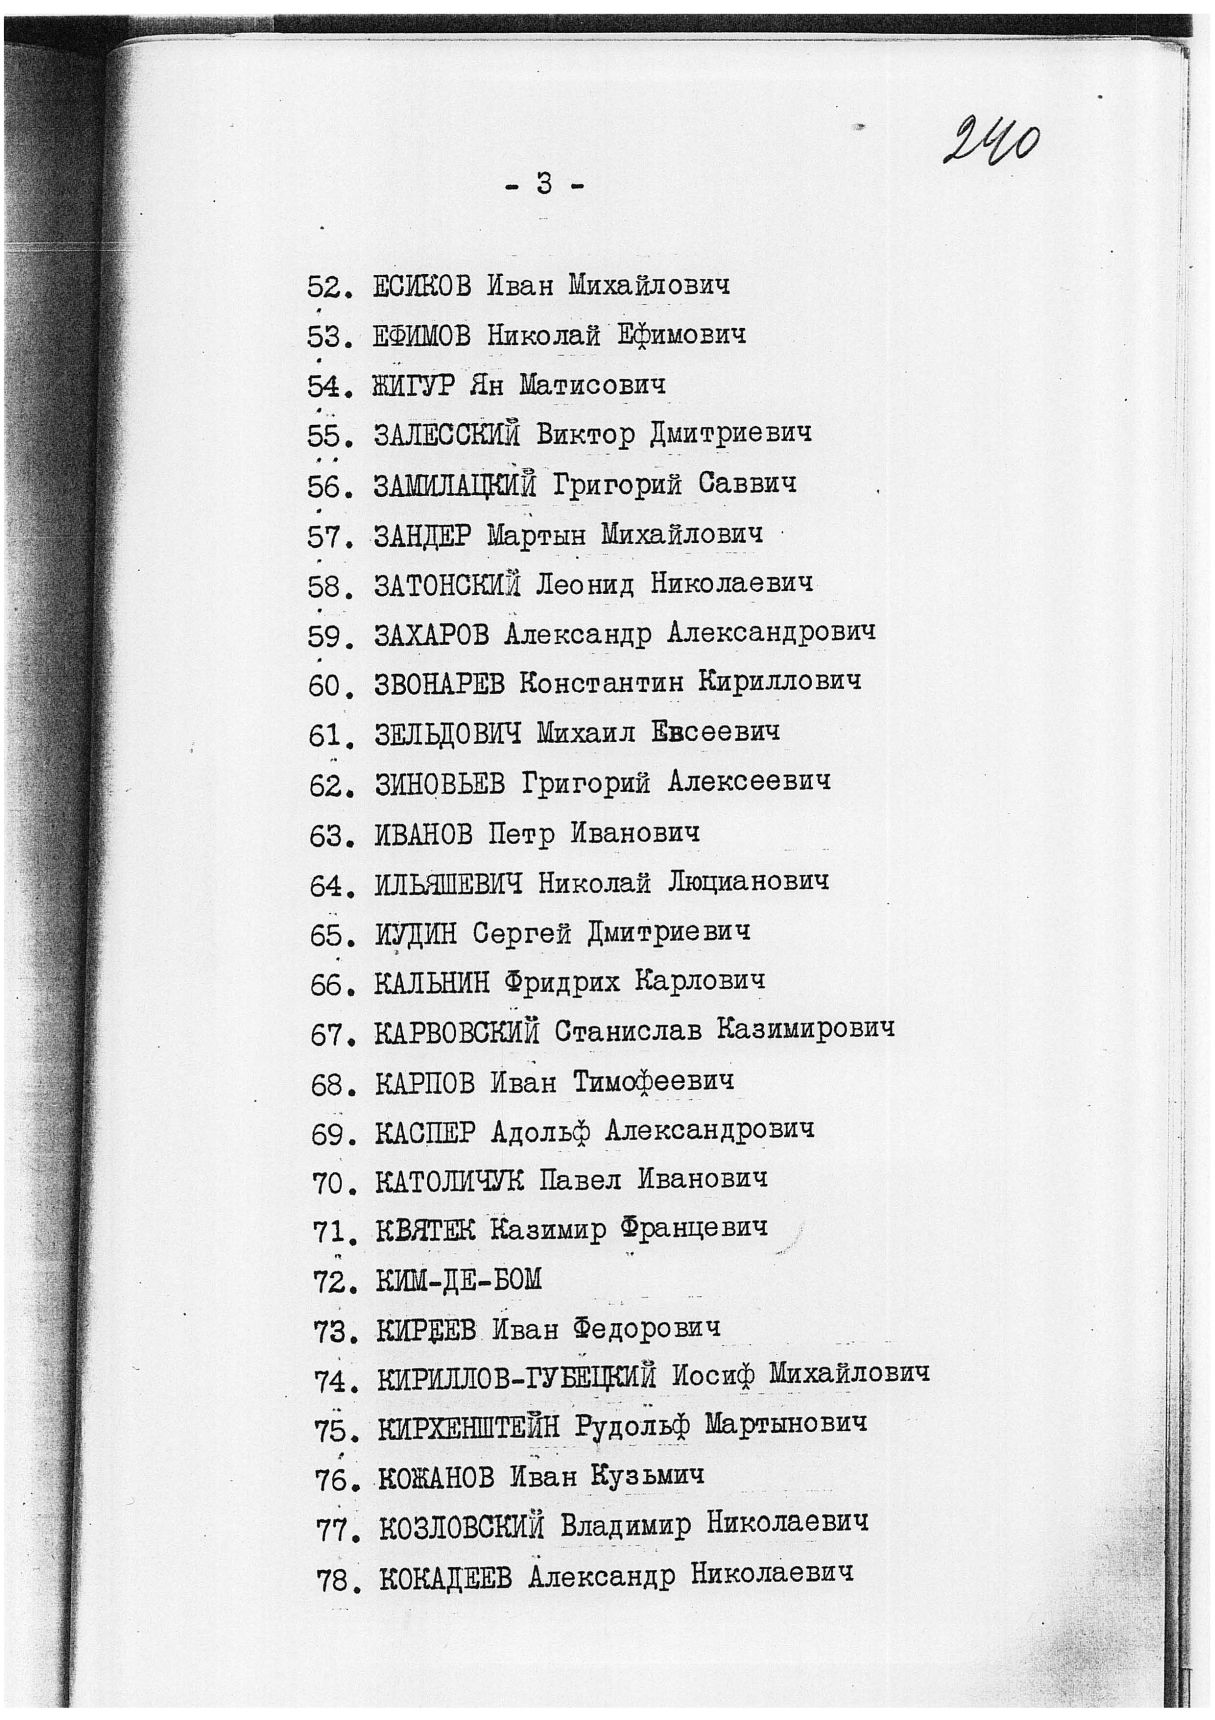 240
- 3 -
52. ЕСИКОВ Иван Михайлович
53. ЕФИМОВ Николай Ефимович
54. ЖИГУР Ян Матисович
55. ЗАЛЕССКИЙ Виктор Дмитриевич
56. ЗАМИЛАЦКИЙ Григорий Саввич
57. ЗАНДЕР Мартын Михайлович
58. ЗАТОНСКИЙ Леонид Николаевич
59. ЗАХАРОВ Александр Александрович
60. ЗВОНАРЕВ Константин Кириллович
61. ЗЕЛЬДОВИЧ Михаил Евсеевич
62. ЗИНОВЬЕВ Григорий Алексеевич
63. ИВАНОВ Петр Иванович
64. ИЛЬЯШЕВИЧ Николай Люцианович
65. ИУДИН Сергей Дмитриевич
66. КАЛЬНИН Фридрих Карлович
67. КАРВОВСКИЙ Станислав Казимирович
68. КАРПОВ Иван Тимофеевич
69. КАСПЕР Адольф Александрович
70. КАТОЛИЧУК Павел Иванович
71. КВЯТЕК Казимир Францевич
72. КИМ-ДЕ-БОМ
73. КИРЕЕВ Иван Федорович
74. КИРИЛЛОВ-ГУБЕЦКИЙ Иосиф Михайлович
75. КИРХЕНШТЕЙН Рудольф Мартынович
76. КОЖАНОВ Иван Кузьмич
77. КОЗЛОВСКИЙ Владимир Николаевич
78. КОКАДЕЕВ Александр Николаевич